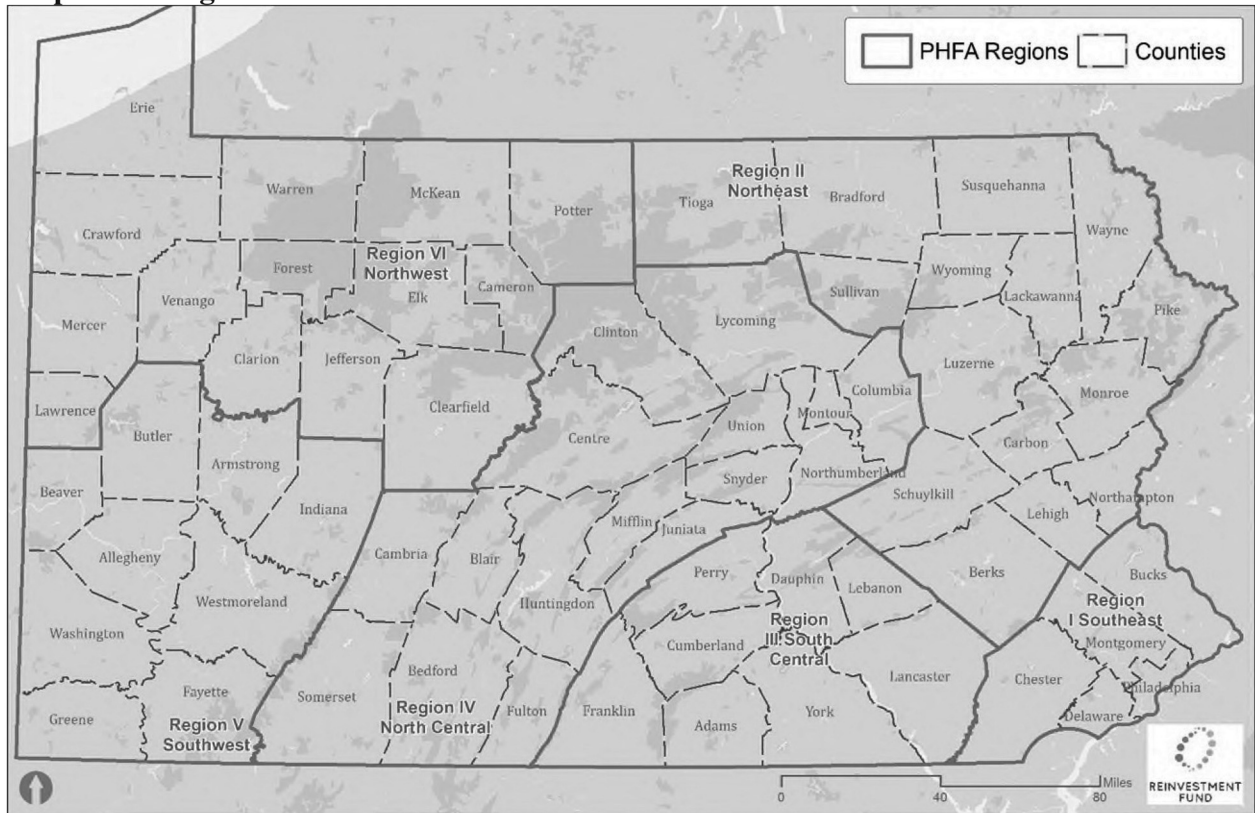 PHFA Regions
Counties
Erie
Warren
McKean
Potter
Tioga
Region II
Northeast
Bradford
Susquehanna
Wayne
Crawford
Forest
Region VI
Northwest
Elk
Cameron
Wyoming
Lackawanna
Sullivan
Pike
Venango
Mercer
Clinton
Lycoming
Clarion
Jefferson
Luzerne
Monroe
Lawrence
Butler
Clearfield
Columbia
Montour
Union
Centre
Carbon
Armstrong
Snyder
Northumberland
Schuylkill
Northampton
Beaver
Indiana
Lehigh
Mifflin
Juniata
Allegheny
Cambria
Blair
Perry
Dauphin
Lebanon
Berks
Bucks
Westmoreland
Huntingdon
Region
I Southeast
Washington
Cumberland
Region
III South
Central
Montgomery
Bedford
Lancaster
Chester
Philadelphia
Fayette
Somerset
Region IV
North Central
Fulton
Franklin
Adams
York
Delaware
Greene
Region V
Southwest
Miles
0 40 80
REINVESTMENT
FUND